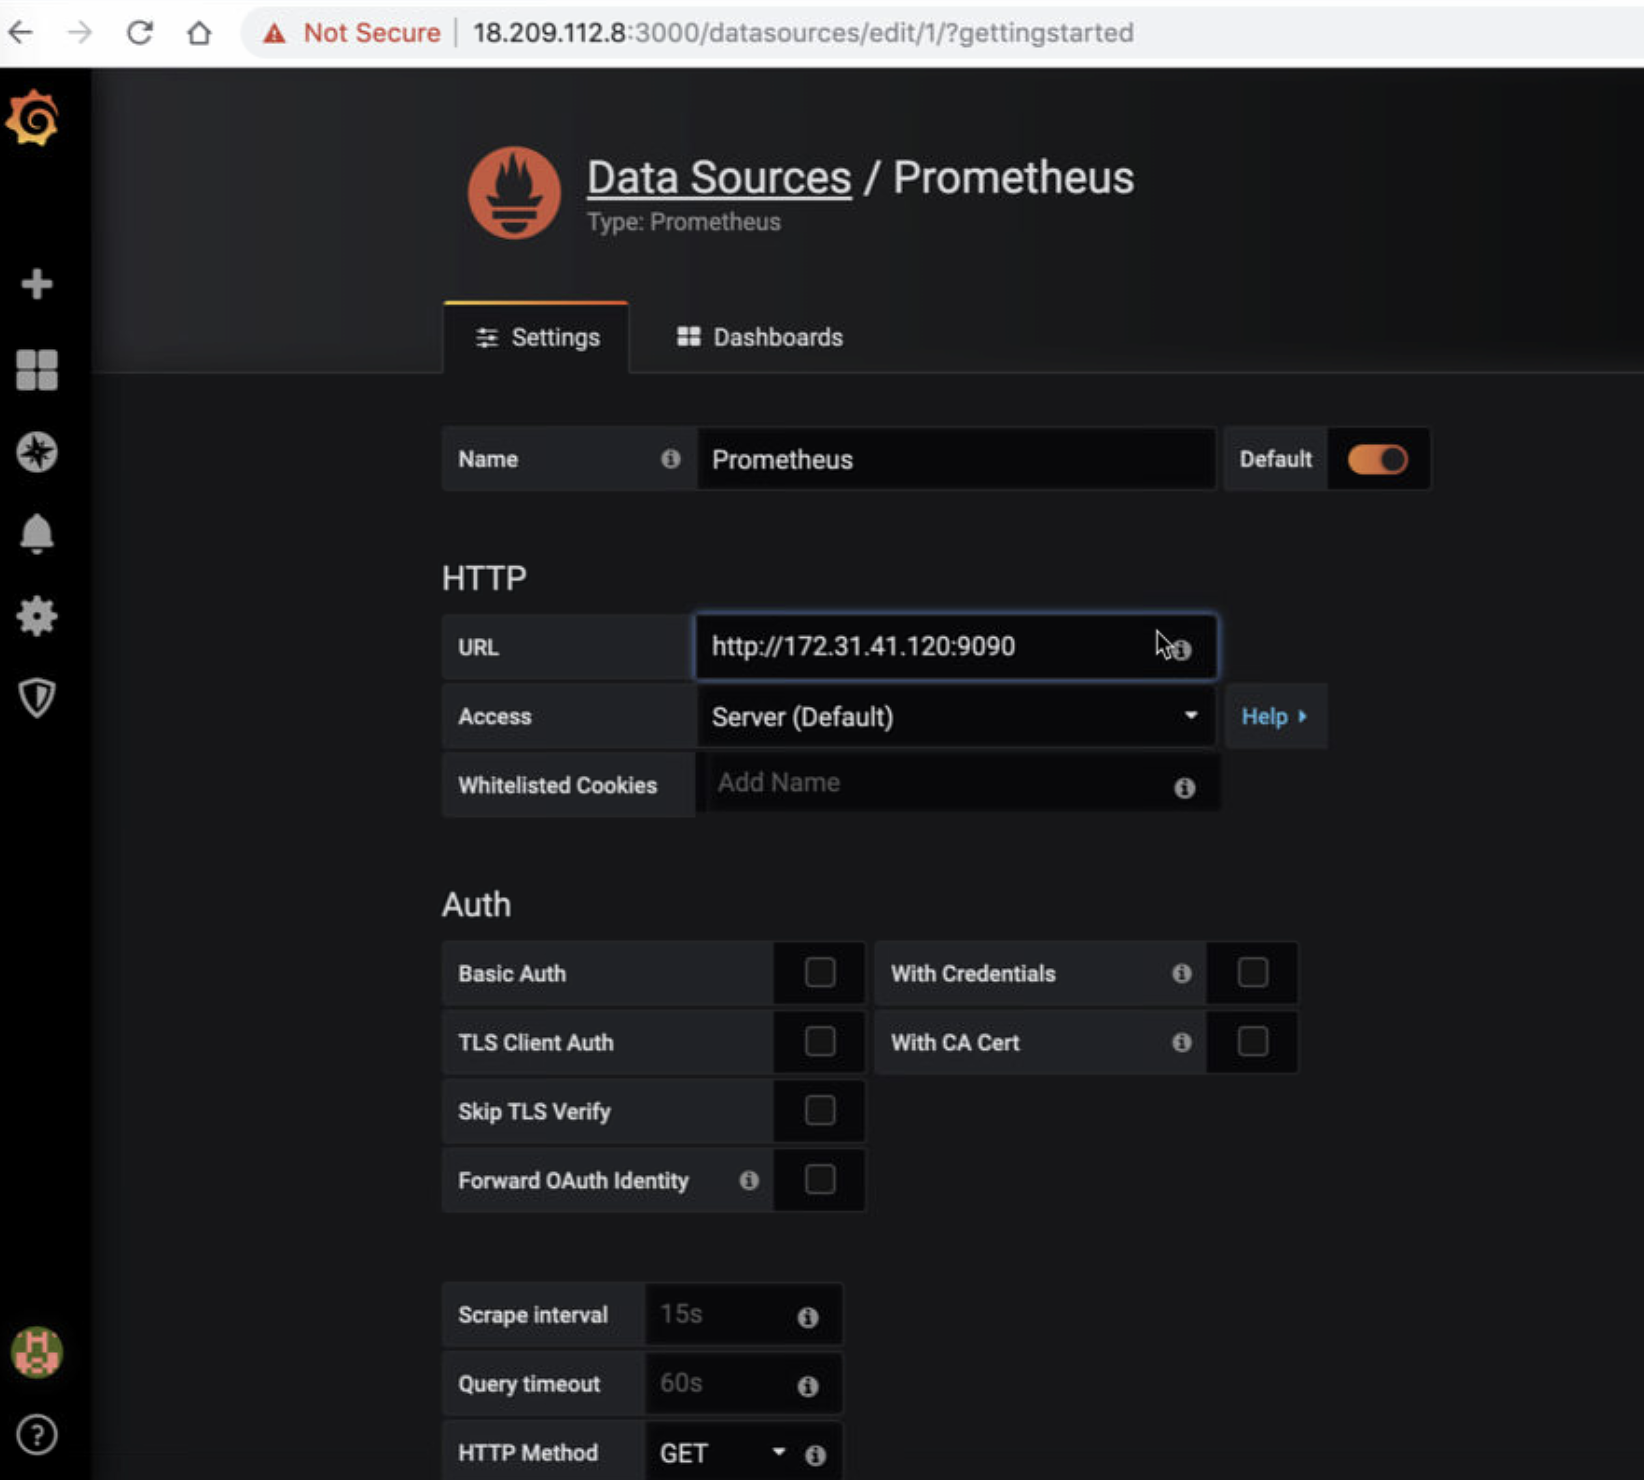 Not Secure | 18.209.112.8:3000/datasources/edit/1/?gettingstarted
Data Sources / Prometheus
Type: Prometheus
Settings
Dashboards
Name
Prometheus
Default
HTTP
URL
http://172.31.41.120:9090
Access
Server (Default)
Help
Whitelisted Cookies
Add Name
Auth
Basic Auth
With Credentials
TLS Client Auth
With CA Cert
Skip TLS Verify
Forward OAuth Identity
Scrape interval
15s
Query timeout
60s
HTTP Method
GET